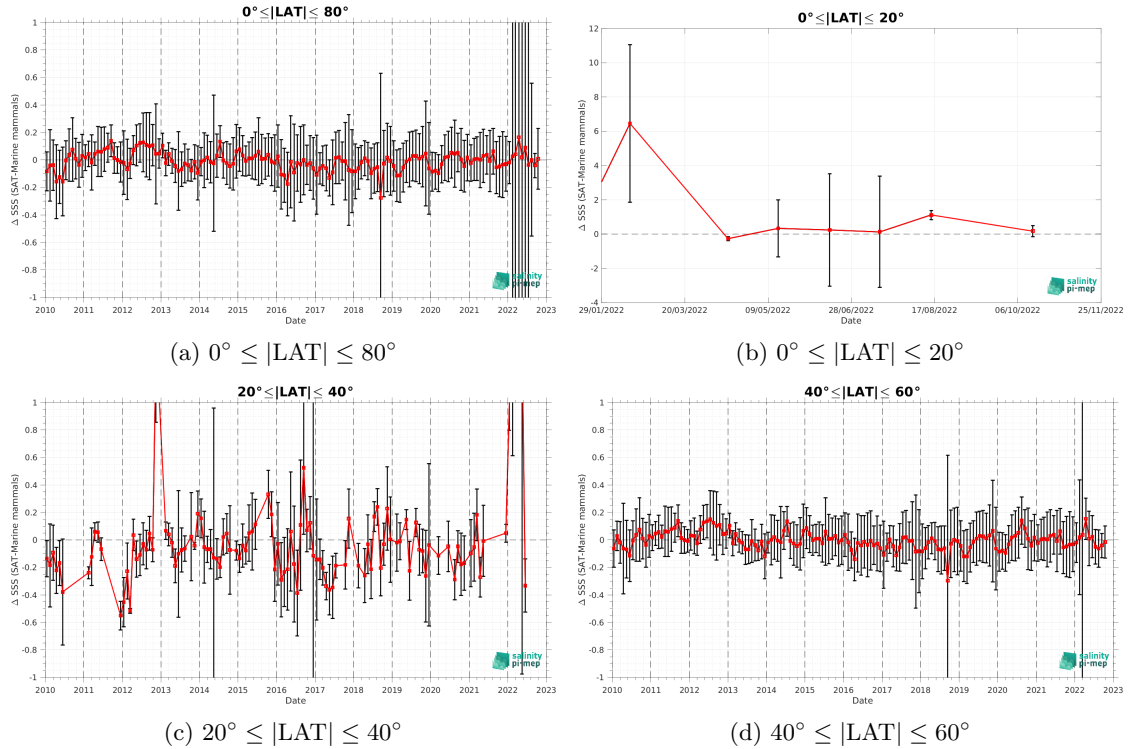 0°≤|LAT|≤ 80°
Δ SSS (SAT-Marine mammals)
1
0.8
0.6
0.4
0.2
0
-0.2
-0.4
-0.6
-0.8
-1
2010 2011 2012 2013 2014 2015 2016 2017 2018 2019 2020 2021 2022 2023
Date
salinity
pi-mep
(a) 0° ≤ |LAT| ≤ 80°
0°≤|LAT|≤ 20°
Δ SSS (SAT-Marine mammals)
12
10
8
6
4
2
0
-2
-4
29/01/2022 20/03/2022 09/05/2022 28/06/2022 17/08/2022 06/10/2022 25/11/2022
Date
salinity
pi-mep
(b) 0° ≤ |LAT| ≤ 20°
20°≤|LAT|≤ 40°
Δ SSS (SAT-Marine mammals)
1
0.8
0.6
0.4
0.2
0
-0.2
-0.4
-0.6
-0.8
-1
2010 2011 2012 2013 2014 2015 2016 2017 2018 2019 2020 2021 2022 2023
Date
salinity
pi-mep
(c) 20° ≤ |LAT| ≤ 40°
40°≤|LAT|≤ 60°
Δ SSS (SAT-Marine mammals)
1
0.8
0.6
0.4
0.2
0
-0.2
-0.4
-0.6
-0.8
-1
2010 2011 2012 2013 2014 2015 2016 2017 2018 2019 2020 2021 2022 2023
Date
salinity
pi-mep
(d) 40° ≤ |LAT| ≤ 60°